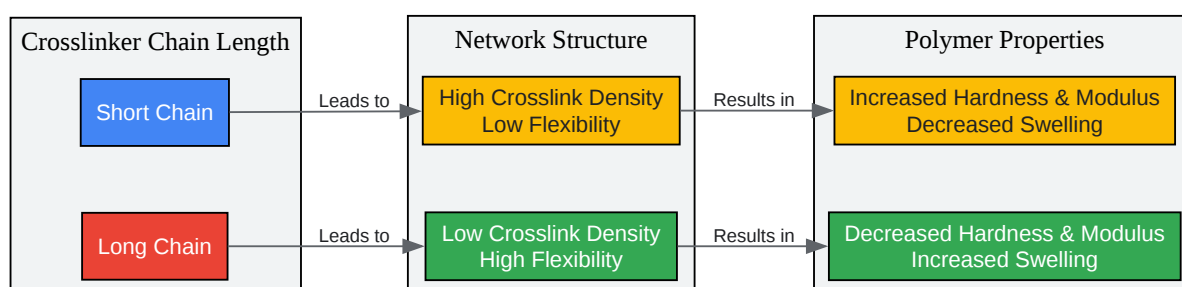 Crosslinker Chain Length
Network Structure
Polymer Properties
Short Chain
Leads to
High Crosslink Density
Low Flexibility
Results in
Increased Hardness & Modulus
Decreased Swelling
Long Chain
Leads to
Low Crosslink Density
High Flexibility
Results in
Decreased Hardness & Modulus
Increased Swelling